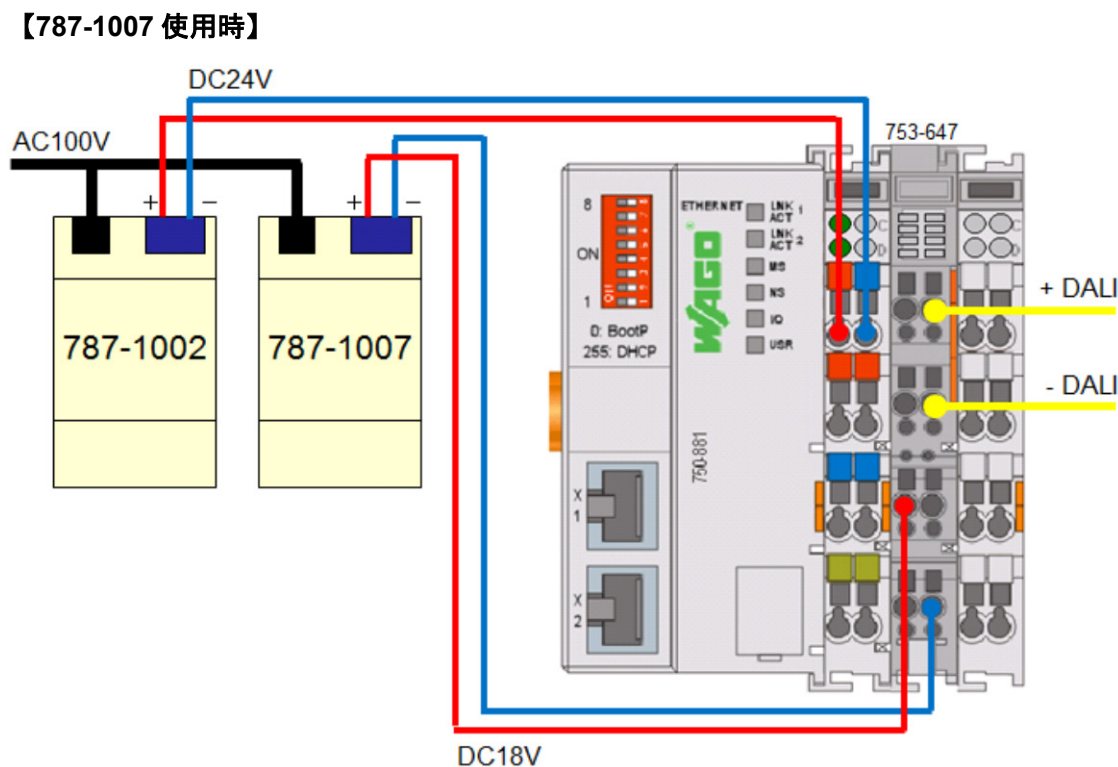 【787-1007 使用時】
DC24V
AC100V
+
−
+
−
787-1002
787-1007
753-647
8
ON
1
0: BootP
255: DHCP
ETHERNET
LNK 1
ACT
LNK 2
ACT
MS
NS
I/O
USR
WAGO
750-881
X
1
X
2
C
D
C
D
+ DALI
- DALI
DC18V